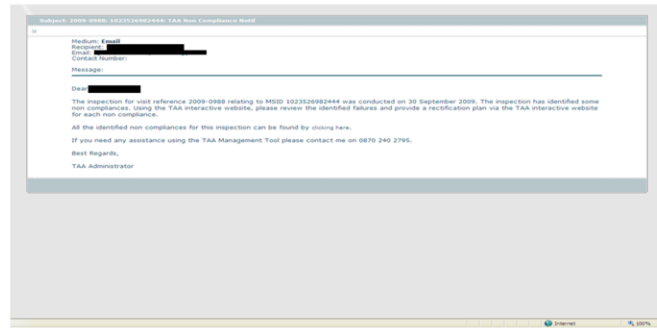 Subject: 2009-0988: 1023526982444: TAA Non Compliance Notif
Medium: Email
Recipient:
Email:
Contact Number:
Message:
Dear
The inspection for visit reference 2009-0988 relating to MSID 1023526982444 was conducted on 30 September 2009. The inspection has identified some
non compliances. Using the TAA interactive website, please review the identified failures and provide a rectification plan via the TAA interactive website
for each non compliance.
All the identified non compliances for this inspection can be found by clicking here.
If you need any assistance using the TAA Management Tool please contact me on 0870 240 2795.
Best Regards,
TAA Administrator
Internet
100%